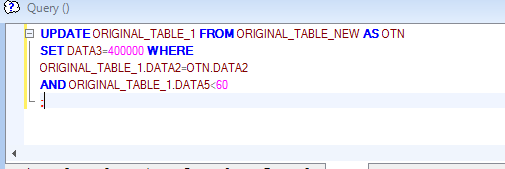 Query ()
UPDATE ORIGINAL_TABLE_1 FROM ORIGINAL_TABLE_NEW AS OTN
SET DATA3=400000 WHERE
ORIGINAL_TABLE_1.DATA2=OTN.DATA2
AND ORIGINAL_TABLE_1.DATA5<60
;